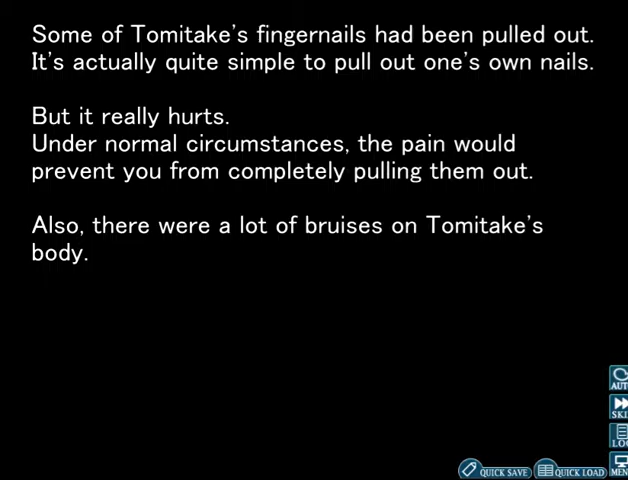 Some of Tomitake's fingernails had been pulled out.
It's actually quite simple to pull out one's own nails.
But it really hurts.
Under normal circumstances, the pain would
prevent you from completely pulling them out.
Also, there were a lot of bruises on Tomitake's
body.
QUICK SAVE
QUICK LOAD